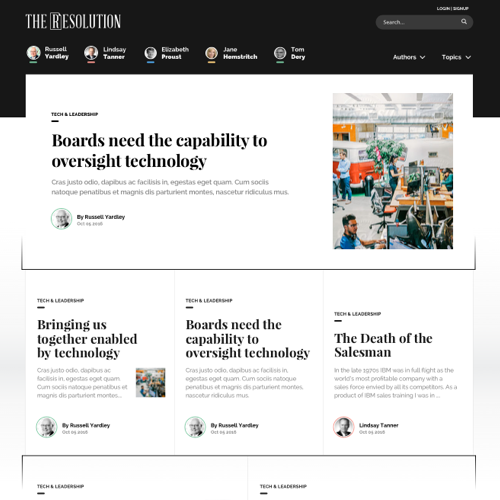 LOGIN | SIGNUP
THE RESOLUTION
Search...
Russell Yardley
Lindsay Tanner
Elizabeth Proust
Jane Hemstritch
Tom Dery
Authors
Topics
TECH & LEADERSHIP
Boards need the capability to
oversight technology
Cras justo odio, dapibus ac facilisis in, egestas eget quam. Cum sociis
natoque penatibus et magnis dis parturient montes, nascetur ridiculus mus.
By Russell Yardley
Oct 05 2016
TECH & LEADERSHIP
Bringing us
together enabled
by technology
Cras justo odio, dapibus ac
facilisis in, egestas eget quam.
Cum sociis natoque penatibus et
magnis dis parturient montes,...
By Russell Yardley
Oct 05 2016
TECH & LEADERSHIP
Boards need the
capability to
oversight technology
Cras justo odio, dapibus ac facilisis in,
egestas eget quam. Cum sociis natoque
penatibus et magnis dis parturient montes,
nascetur ridiculus mus.
By Russell Yardley
Oct 05 2016
TECH & LEADERSHIP
The Death of the
Salesman
In the late 1970s IBM was in full flight as the
world's most profitable company with a
sales force envied by all its competitors. As a
product of IBM sales training I was in ...
Lindsay Tanner
Oct 05 2016
TECH & LEADERSHIP
TECH & LEADERSHIP